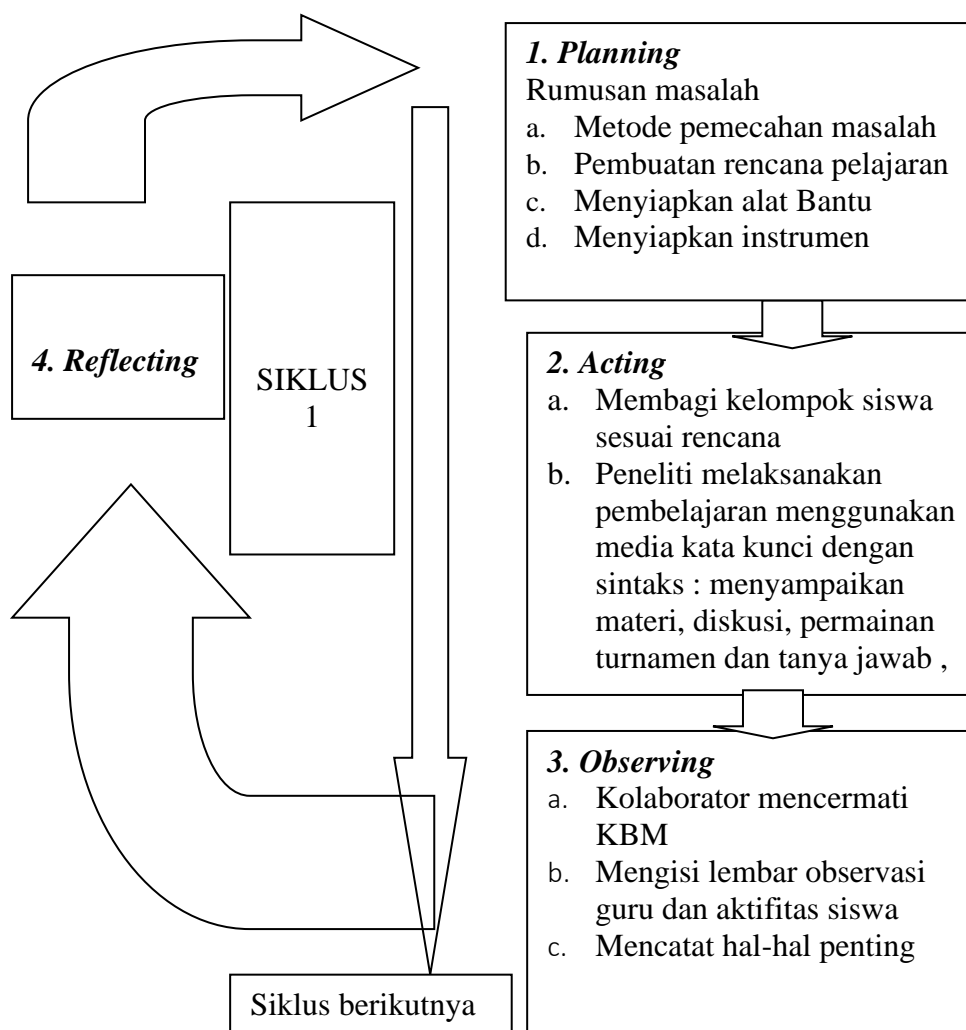 1. Planning
Rumusan masalah
a. Metode pemecahan masalah
b. Pembuatan rencana pelajaran
c. Menyiapkan alat Bantu
d. Menyiapkan instrumen
4. Reflecting
SIKLUS
1
2. Acting
a. Membagi kelompok siswa
sesuai rencana
b. Peneliti melaksanakan
pembelajaran menggunakan
media kata kunci dengan
sintaks : menyampaikan
materi, diskusi, permainan
turnamen dan tanya jawab ,
3. Observing
a. Kolaborator mencermati
KBM
b. Mengisi lembar observasi
guru dan aktifitas siswa
c. Mencatat hal-hal penting
Siklus berikutnya